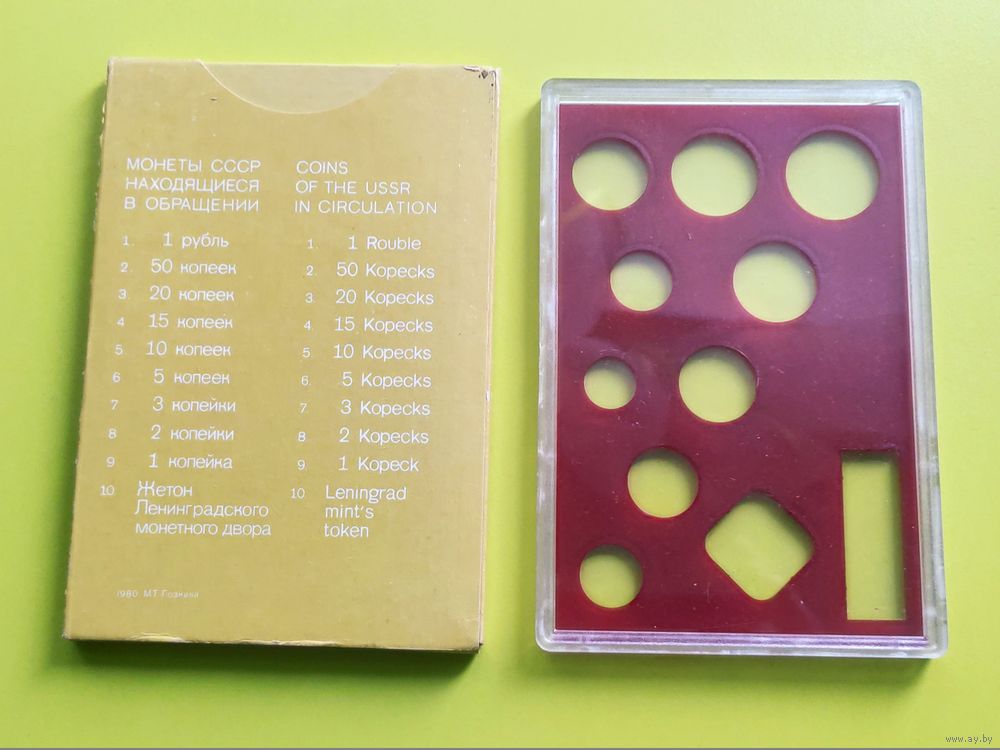 МОНЕТЫ СССР
НАХОДЯЩИЕСЯ
В ОБРАЩЕНИИ
1. 1 рубль
2. 50 копеек
3. 20 копеек
4 15 копеек
5. 10 копеек
6 5 копеек
7 3 копейки
8 2 копейки
9 1 копейка
10. Жетон
Ленинградского
монетного двора
COINS
OF THE USSR
IN CIRCULATION
1. 1 Rouble
2. 50 Kopecks
3. 20 Kopecks
4. 15 Kopecks
5. 10 Kopecks
6. 5 Kopecks
7. 3 Kopecks
8 2 Kopecks
9. 1 Kopeck
10 Leningrad
mint's
token
1980 МТ Гознака
www.ay.by